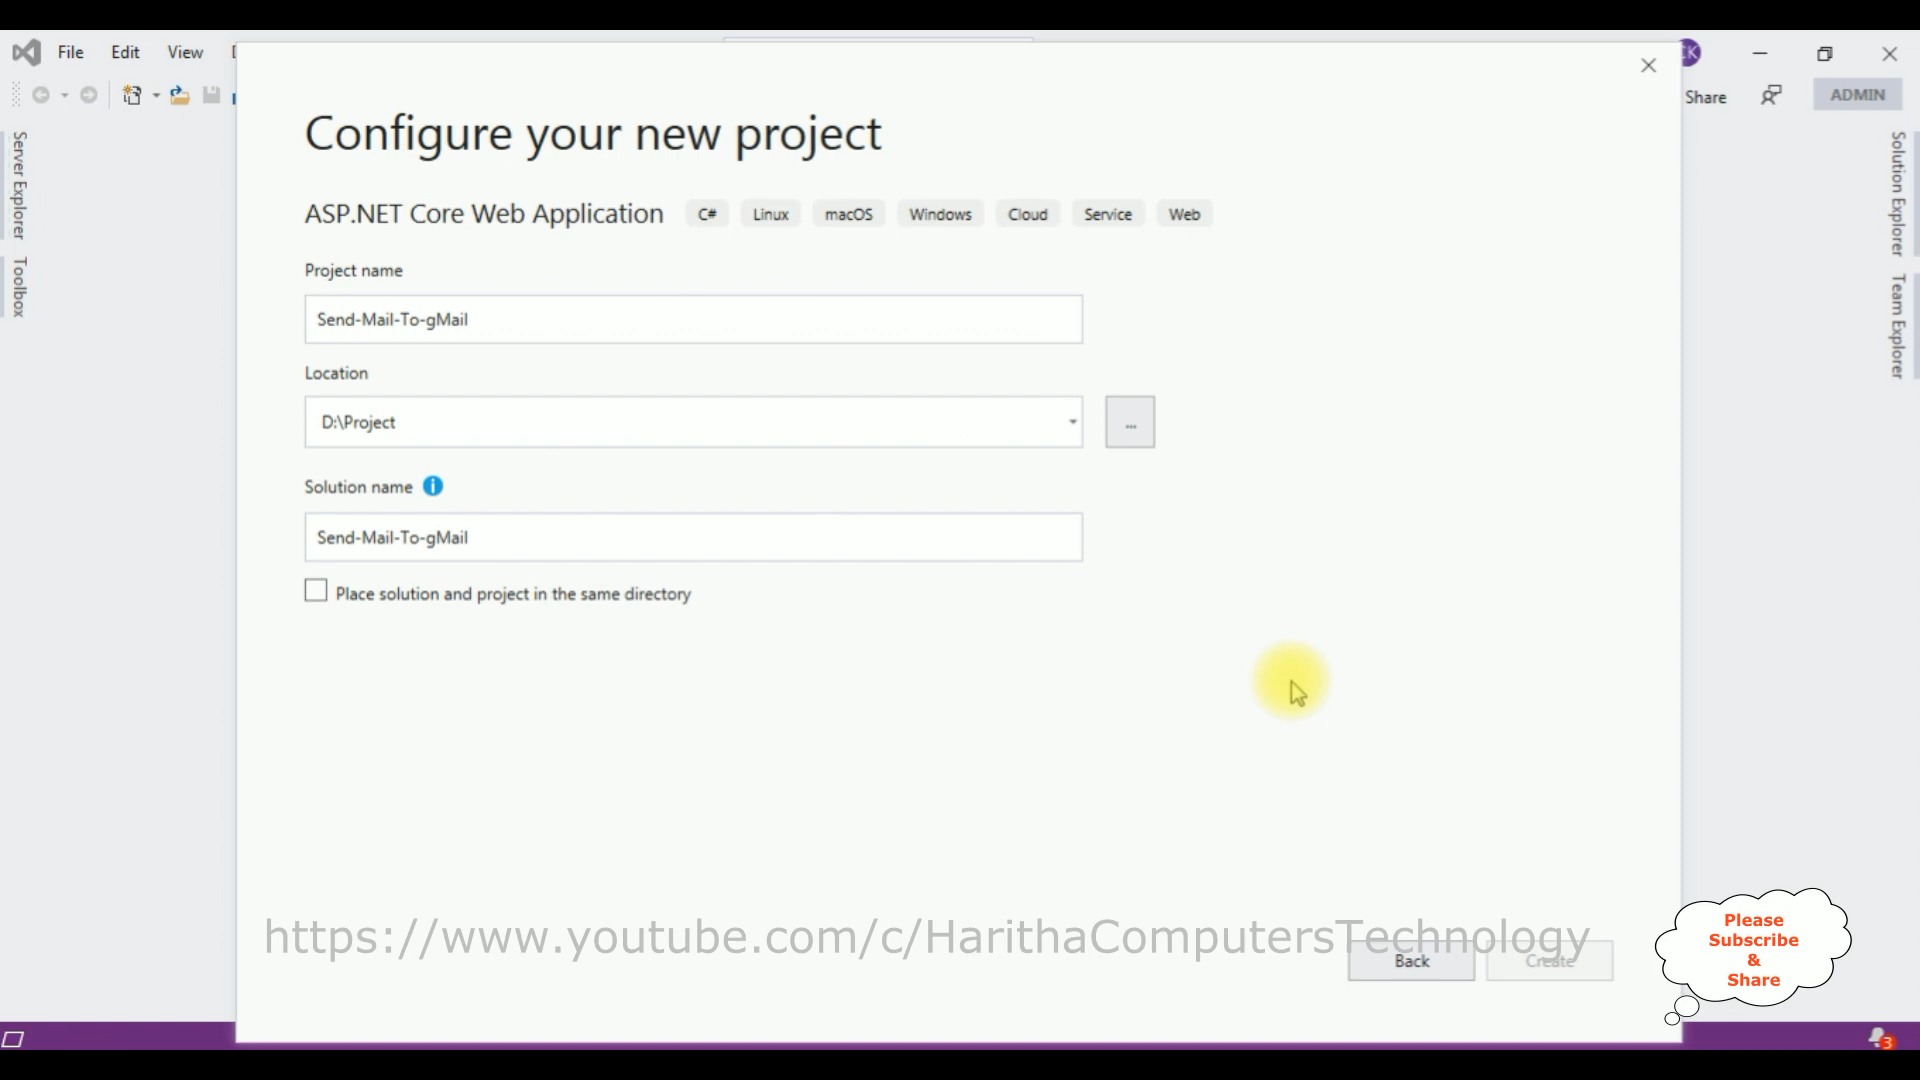 File Edit View
Share
ADMIN
Server Explorer
Toolbox
Solution Explorer
Team Explorer
Configure your new project
ASP.NET Core Web Application C# Linux macOS Windows Cloud Service Web
Project name
Send-Mail-To-gMail
Location
D:\Project
...
Solution name
Send-Mail-To-gMail
Place solution and project in the same directory
https://www.youtube.com/c/HarithaComputersTechnology
Back Create
Please
Subscribe
&
Share
3